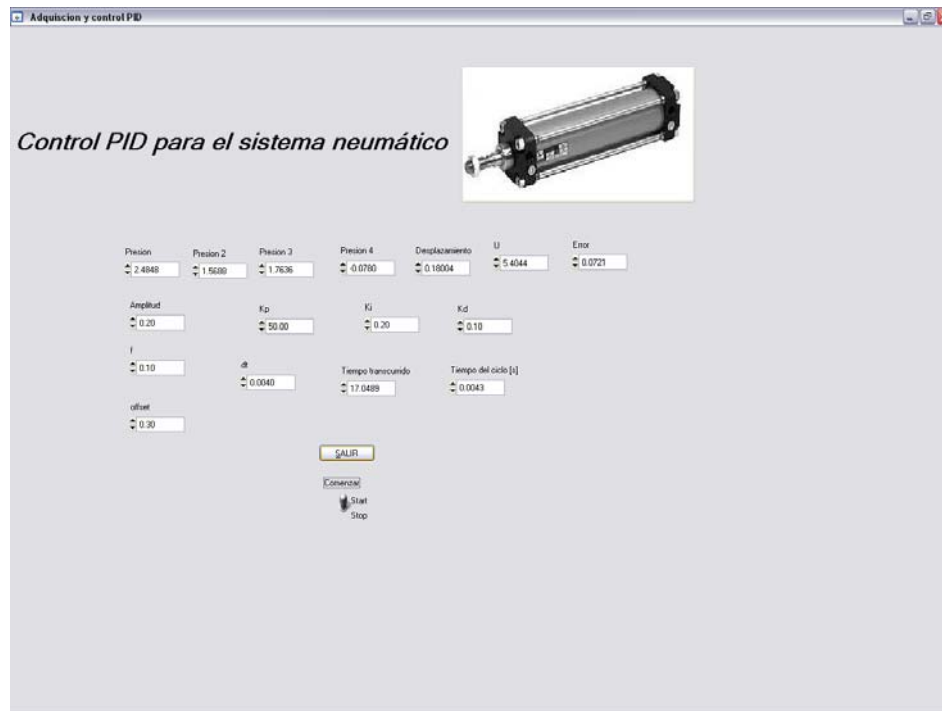 Adquiscion y control PID
Control PID para el sistema neumático
Presion Presion 2 Presion 3 Presion 4 Desplazamiento U Error
2.4848 1.5688 1.7636 -0.0780 0.18004 5.4044 0.0721
Amplitud Kp Ki Kd
0.20 50.00 0.20 0.10
f dt Tiempo transcurrido Tiempo del ciclo [s]
0.10 0.0040 17.0489 0.0043
offset
0.30
SALIR
Comenzar
Start
Stop